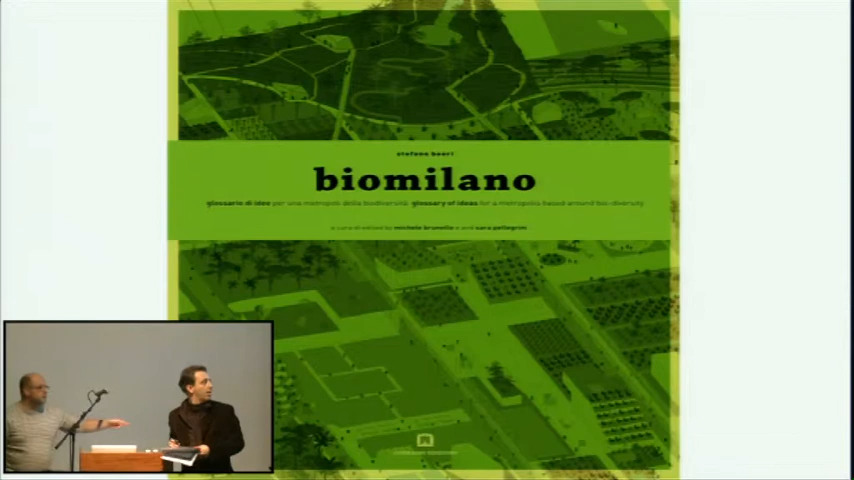 stefano boeri
biomilano
glossario di idee per una metropoli della biodiversità glossary of ideas for a metropolis based around bio-diversity
a cura di edited by michele brunello e and sara pellegrini